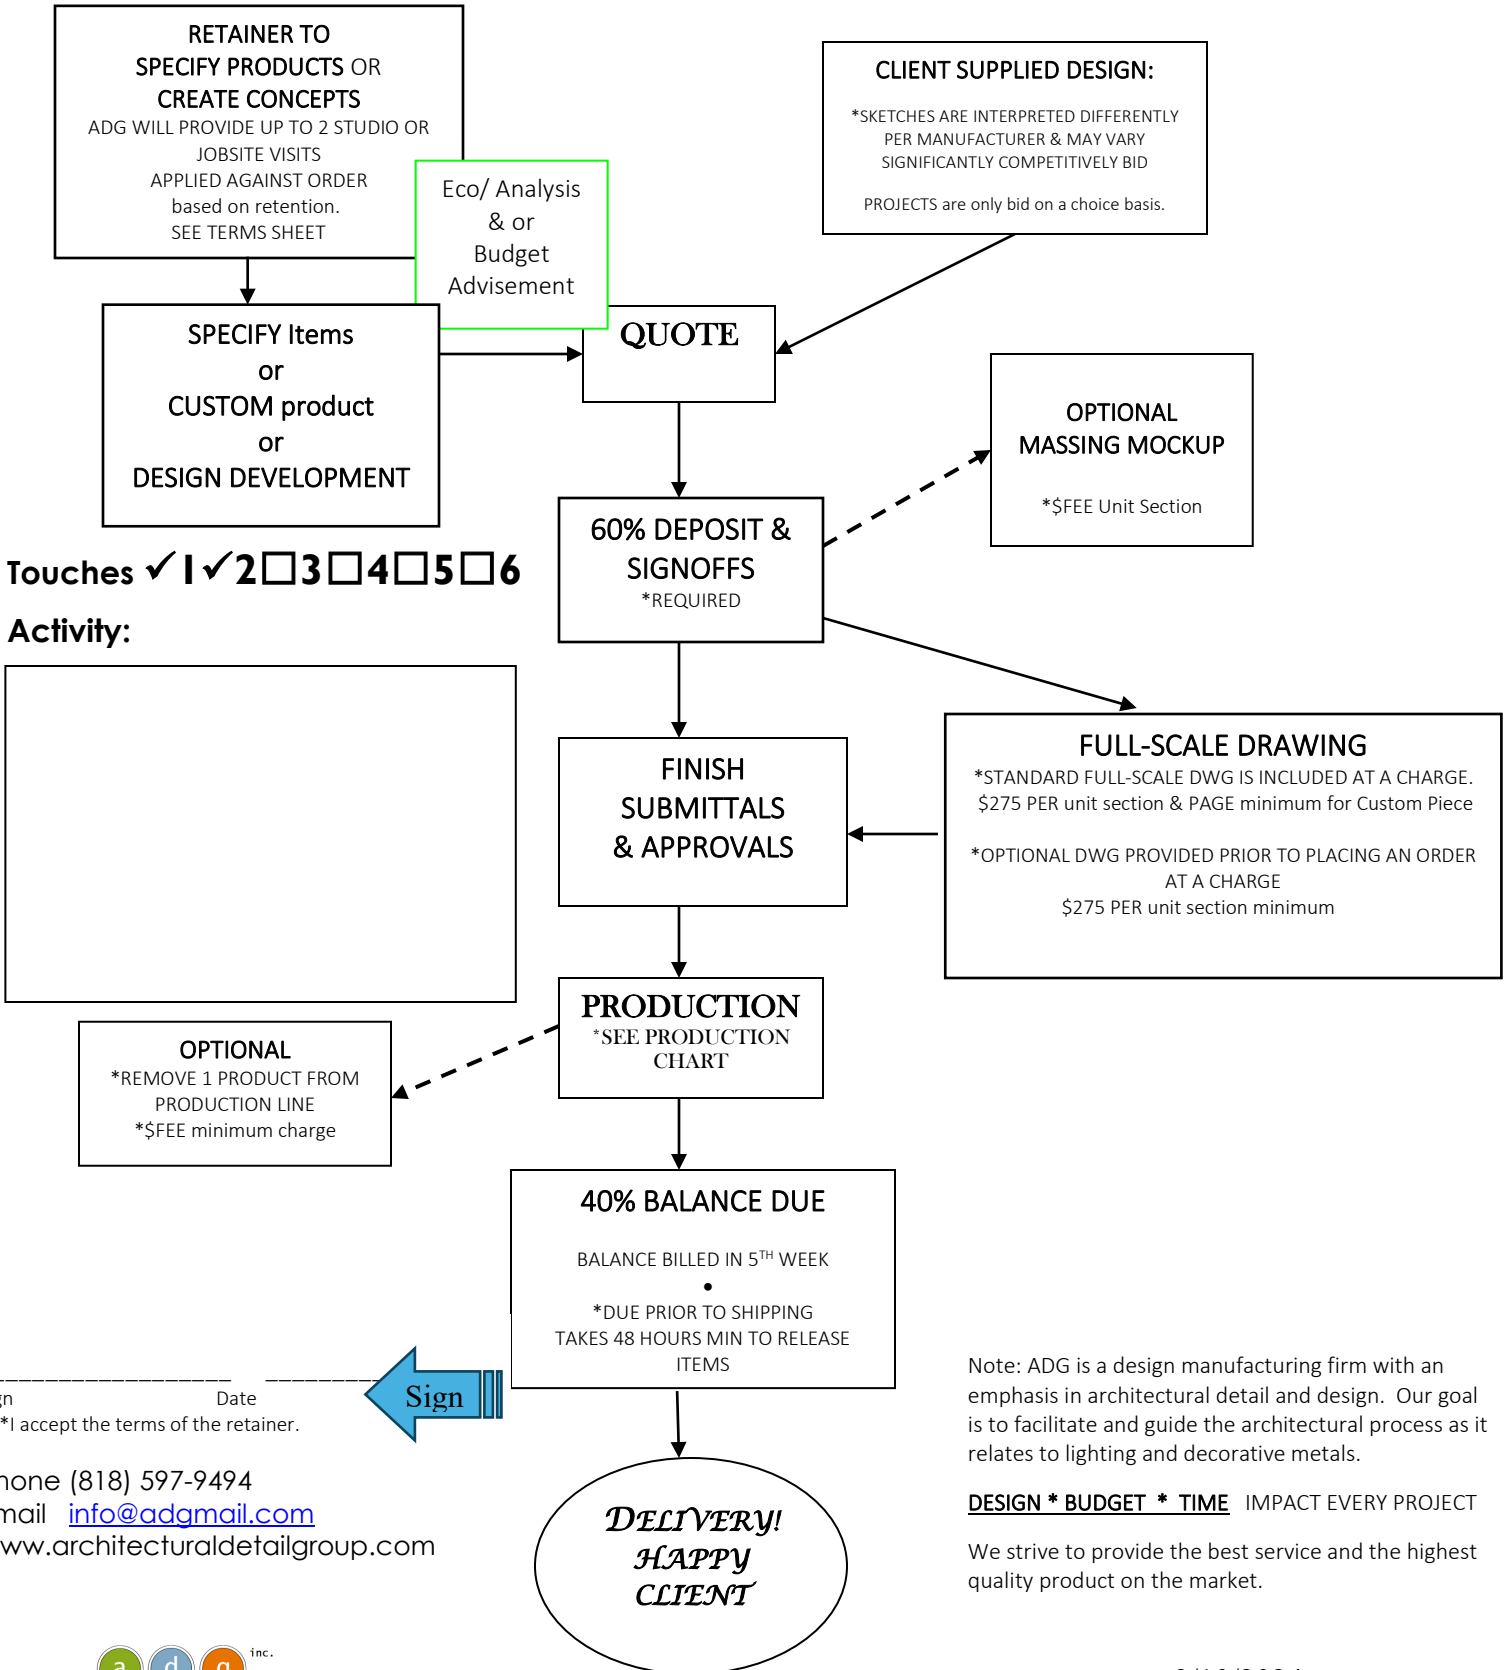 RETAINER TO
SPECIFY PRODUCTS OR
CREATE CONCEPTS
ADG WILL PROVIDE UP TO 2 STUDIO OR
JOBSITE VISITS
APPLIED AGAINST ORDER
based on retention.
SEE TERMS SHEET
CLIENT SUPPLIED DESIGN:
*SKETCHES ARE INTERPRETED DIFFERENTLY
PER MANUFACTURER & MAY VARY
SIGNIFICANTLY COMPETITIVELY BID
PROJECTS are only bid on a choice basis.
Eco/ Analysis
& or
Budget
Advisement
SPECIFY Items
or
CUSTOM product
or
DESIGN DEVELOPMENT
QUOTE
OPTIONAL
MASSING MOCKUP
*$FEE Unit Section
60% DEPOSIT &
SIGNOFFS
*REQUIRED
Touches ✓1✓2☐3☐4☐5☐6
Activity:
FINISH
SUBMITTALS
& APPROVALS
FULL-SCALE DRAWING
*STANDARD FULL-SCALE DWG IS INCLUDED AT A CHARGE.
$275 PER unit section & PAGE minimum for Custom Piece
*OPTIONAL DWG PROVIDED PRIOR TO PLACING AN ORDER
AT A CHARGE
$275 PER unit section minimum
PRODUCTION
*SEE PRODUCTION
CHART
OPTIONAL
*REMOVE 1 PRODUCT FROM
PRODUCTION LINE
*$FEE minimum charge
40% BALANCE DUE
BALANCE BILLED IN 5TH WEEK
•
*DUE PRIOR TO SHIPPING
TAKES 48 HOURS MIN TO RELEASE
ITEMS
Sign
gn Date
*I accept the terms of the retainer.
hone (818) 597-9494
mail info@adgmail.com
ww.architecturaldetailgroup.com
DELIVERY!
HAPPY
CLIENT
Note: ADG is a design manufacturing firm with an
emphasis in architectural detail and design. Our goal
is to facilitate and guide the architectural process as it
relates to lighting and decorative metals.
DESIGN * BUDGET * TIME IMPACT EVERY PROJECT
We strive to provide the best service and the highest
quality product on the market.
a d g inc.